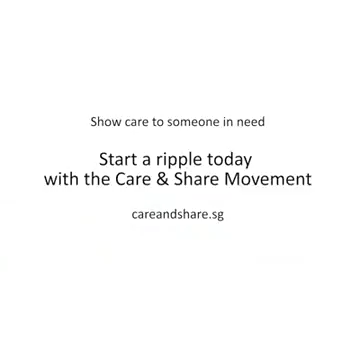 Show care to someone in need
Start a ripple today
with the Care & Share Movement
careandshare.sg